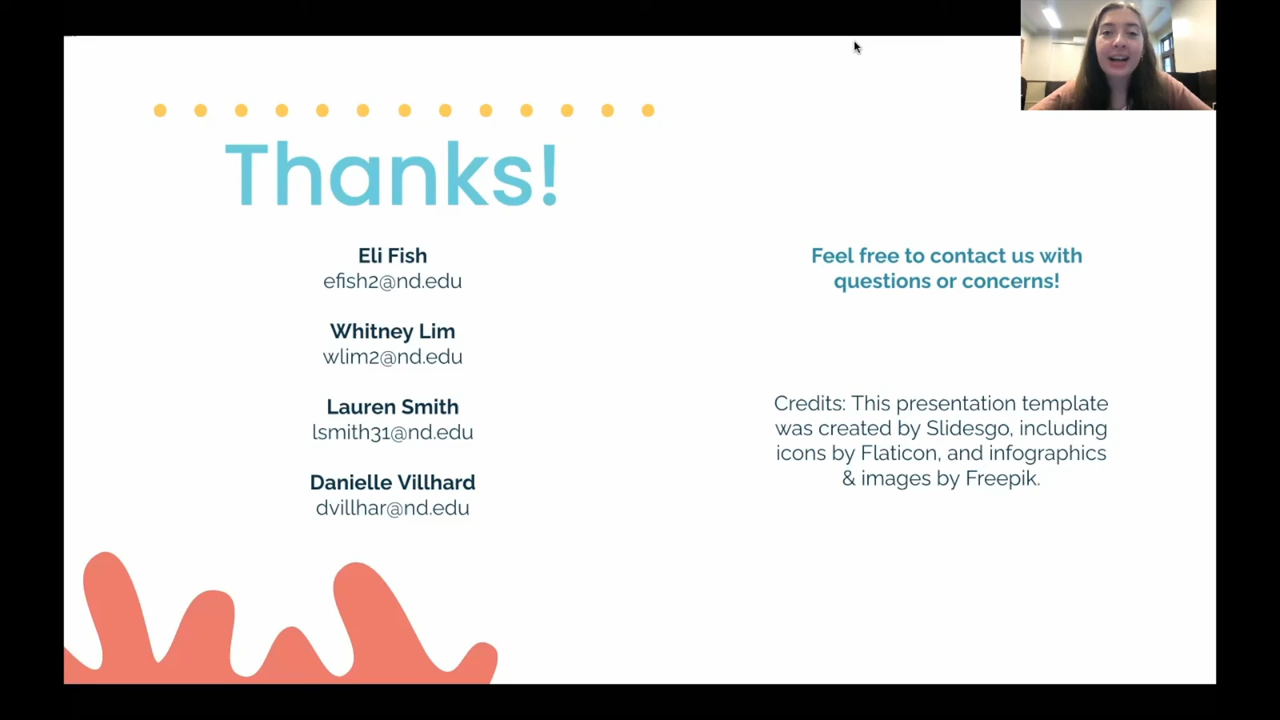 Thanks!
Eli Fish
efish2@nd.edu
Whitney Lim
wlim2@nd.edu
Lauren Smith
lsmith31@nd.edu
Danielle Villhard
dvillhar@nd.edu
Feel free to contact us with
questions or concerns!
Credits: This presentation template
was created by Slidesgo, including
icons by Flaticon, and infographics
& images by Freepik.